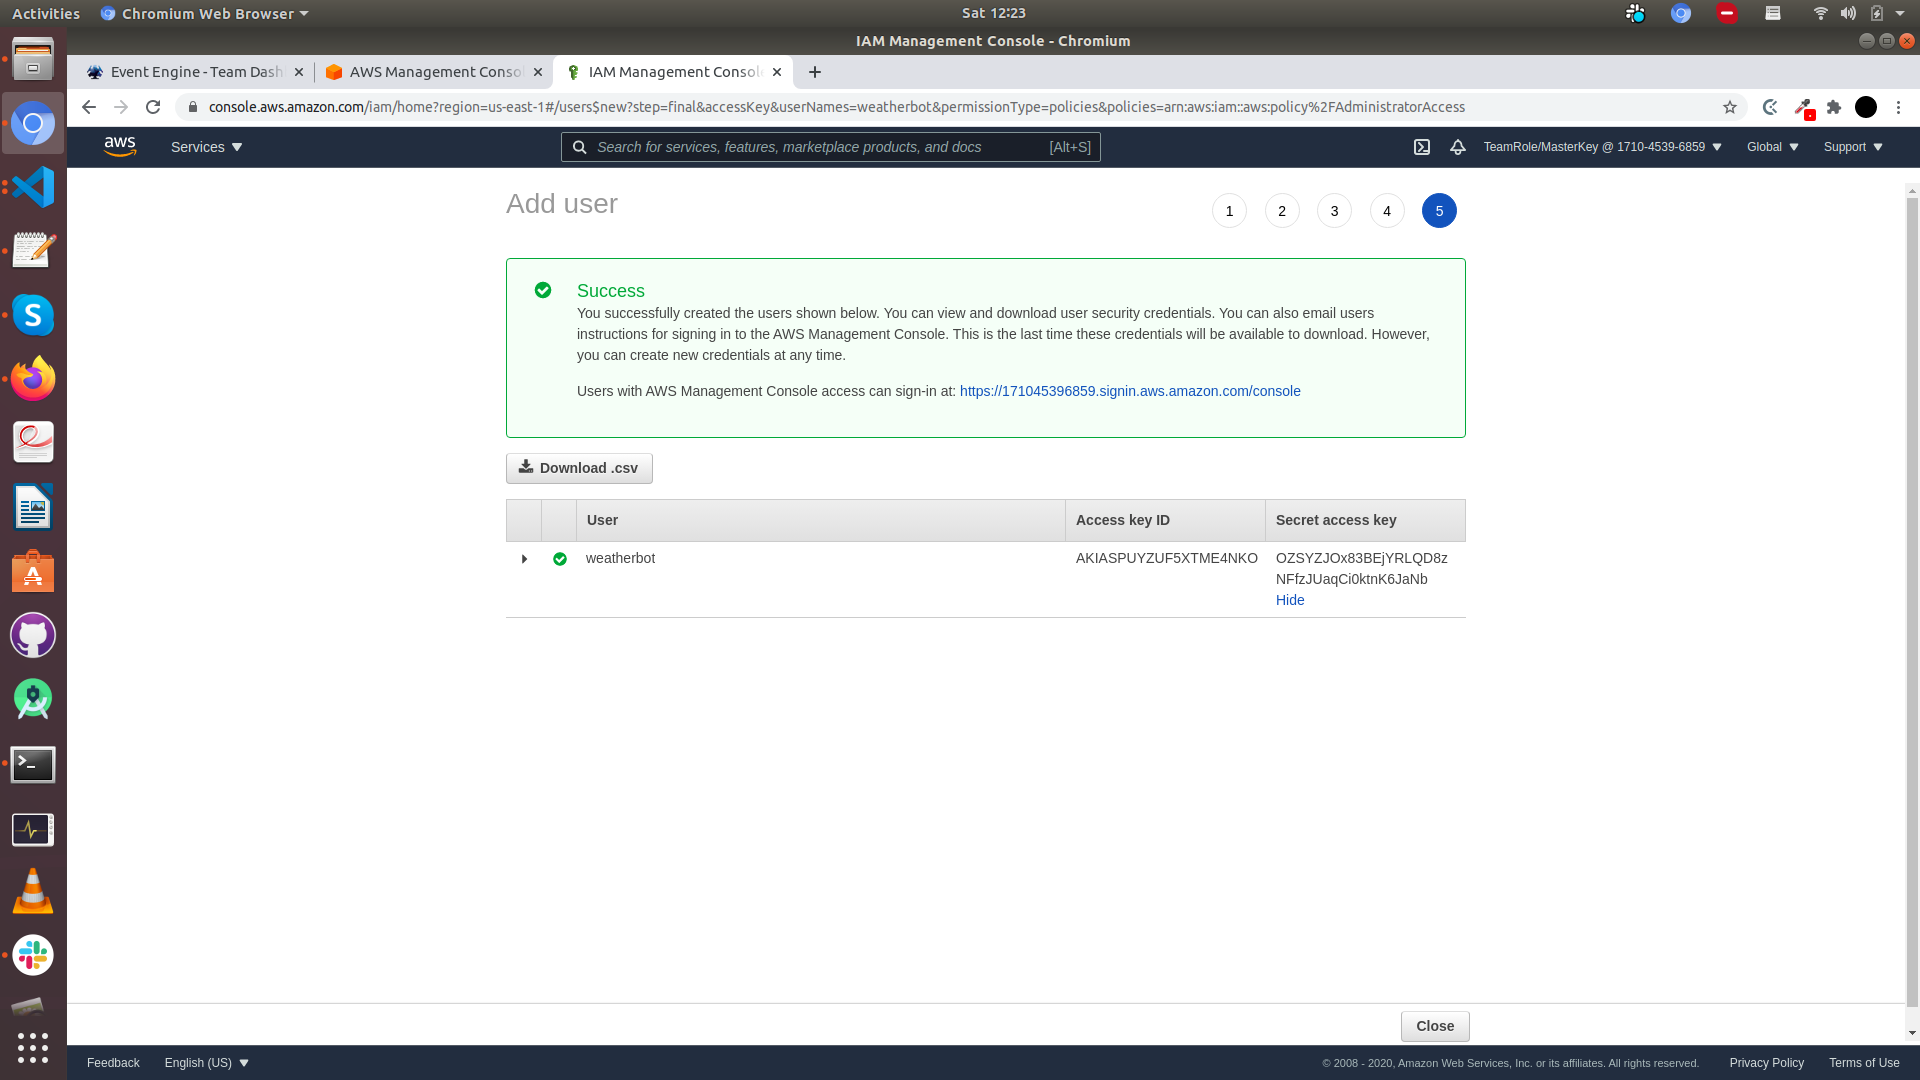 Activities
Chromium Web Browser
Sat 12:23
IAM Management Console - Chromium
Event Engine - Team Dash
AWS Management Consol
IAM Management Consol
console.aws.amazon.com/iam/home?region=us-east-1#/users$new?step=final&accessKey&userNames=weatherbot&permissionType=policies&policies=arn:aws:iam::aws:policy%2FAdministratorAccess
aws
Services
Search for services, features, marketplace products, and docs
[Alt+S]
TeamRole/MasterKey @ 1710-4539-6859
Global
Support
Add user
1
2
3
4
5
Success
You successfully created the users shown below. You can view and download user security credentials. You can also email users
instructions for signing in to the AWS Management Console. This is the last time these credentials will be available to download. However,
you can create new credentials at any time.
Users with AWS Management Console access can sign-in at: https://171045396859.signin.aws.amazon.com/console
Download .csv
User
Access key ID
Secret access key
weatherbot
AKIASPUYZUF5XTME4NKO
OZSYZJOx83BEjYRLQD8z
NFfzJUaqCi0ktnK6JaNb
Hide
Close
Feedback
English (US)
© 2008 - 2020, Amazon Web Services, Inc. or its affiliates. All rights reserved.
Privacy Policy
Terms of Use